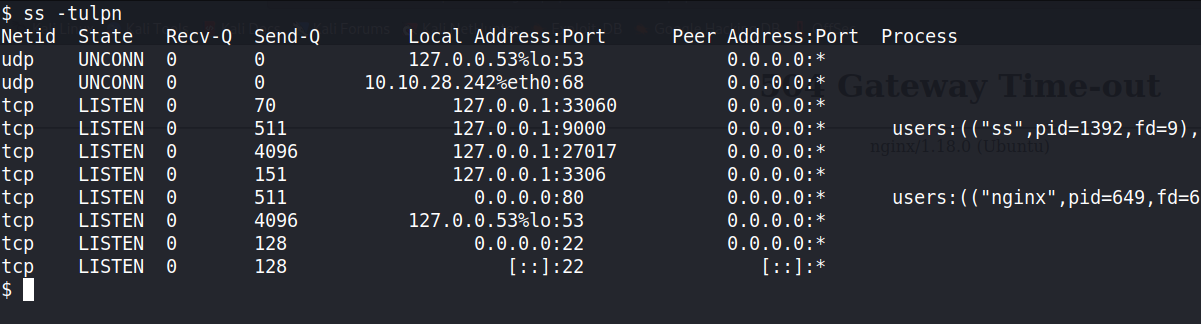 $ ss -tulpn
Netid  State   Recv-Q  Send-Q        Local Address:Port     Peer Address:Port  Process
udp    UNCONN  0       0             127.0.0.53%lo:53             0.0.0.0:*
udp    UNCONN  0       0         10.10.28.242%eth0:68             0.0.0.0:*
tcp    LISTEN  0       70                127.0.0.1:33060          0.0.0.0:*
tcp    LISTEN  0       511               127.0.0.1:9000           0.0.0.0:*      users:(("ss",pid=1392,fd=9),
tcp    LISTEN  0       4096              127.0.0.1:27017          0.0.0.0:*
tcp    LISTEN  0       151               127.0.0.1:3306           0.0.0.0:*
tcp    LISTEN  0       511                 0.0.0.0:80             0.0.0.0:*      users:(("nginx",pid=649,fd=6
tcp    LISTEN  0       4096          127.0.0.53%lo:53             0.0.0.0:*
tcp    LISTEN  0       128                 0.0.0.0:22             0.0.0.0:*
tcp    LISTEN  0       128                    [::]:22                [::]:*
$
Gateway Time-out
nginx/1.18.0 (Ubuntu)